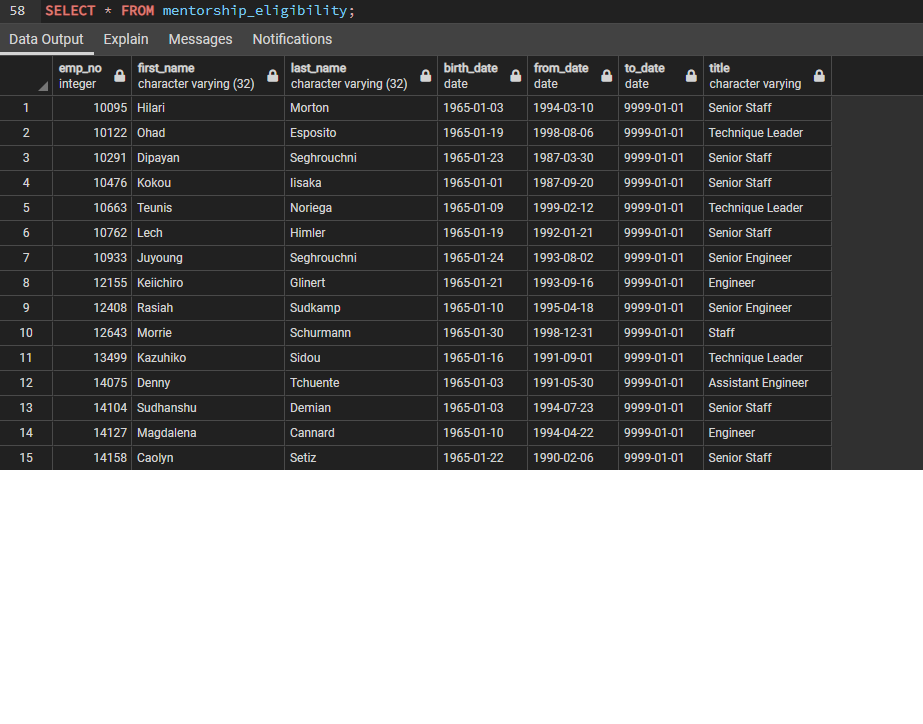 58 SELECT * FROM mentorship_eligibility;
Data Output Explain Messages Notifications
emp_no first_name last_name birth_date from_date to_date title
integer character varying (32) character varying (32) date date date character varying
1 10095 Hilari Morton 1965-01-03 1994-03-10 9999-01-01 Senior Staff
2 10122 Ohad Esposito 1965-01-19 1998-08-06 9999-01-01 Technique Leader
3 10291 Dipayan Seghrouchni 1965-01-23 1987-03-30 9999-01-01 Senior Staff
4 10476 Kokou Iisaka 1965-01-01 1987-09-20 9999-01-01 Senior Staff
5 10663 Teunis Noriega 1965-01-09 1999-02-12 9999-01-01 Technique Leader
6 10762 Lech Himler 1965-01-19 1992-01-21 9999-01-01 Senior Staff
7 10933 Juyoung Seghrouchni 1965-01-24 1993-08-02 9999-01-01 Senior Engineer
8 12155 Keiichiro Glinert 1965-01-21 1993-09-16 9999-01-01 Engineer
9 12408 Rasiah Sudkamp 1965-01-10 1995-04-18 9999-01-01 Senior Engineer
10 12643 Morrie Schurmann 1965-01-30 1998-12-31 9999-01-01 Staff
11 13499 Kazuhiko Sidou 1965-01-16 1991-09-01 9999-01-01 Technique Leader
12 14075 Denny Tchuente 1965-01-03 1991-05-30 9999-01-01 Assistant Engineer
13 14104 Sudhanshu Demian 1965-01-03 1994-07-23 9999-01-01 Senior Staff
14 14127 Magdalena Cannard 1965-01-10 1994-04-22 9999-01-01 Engineer
15 14158 Caolyn Setiz 1965-01-22 1990-02-06 9999-01-01 Senior Staff